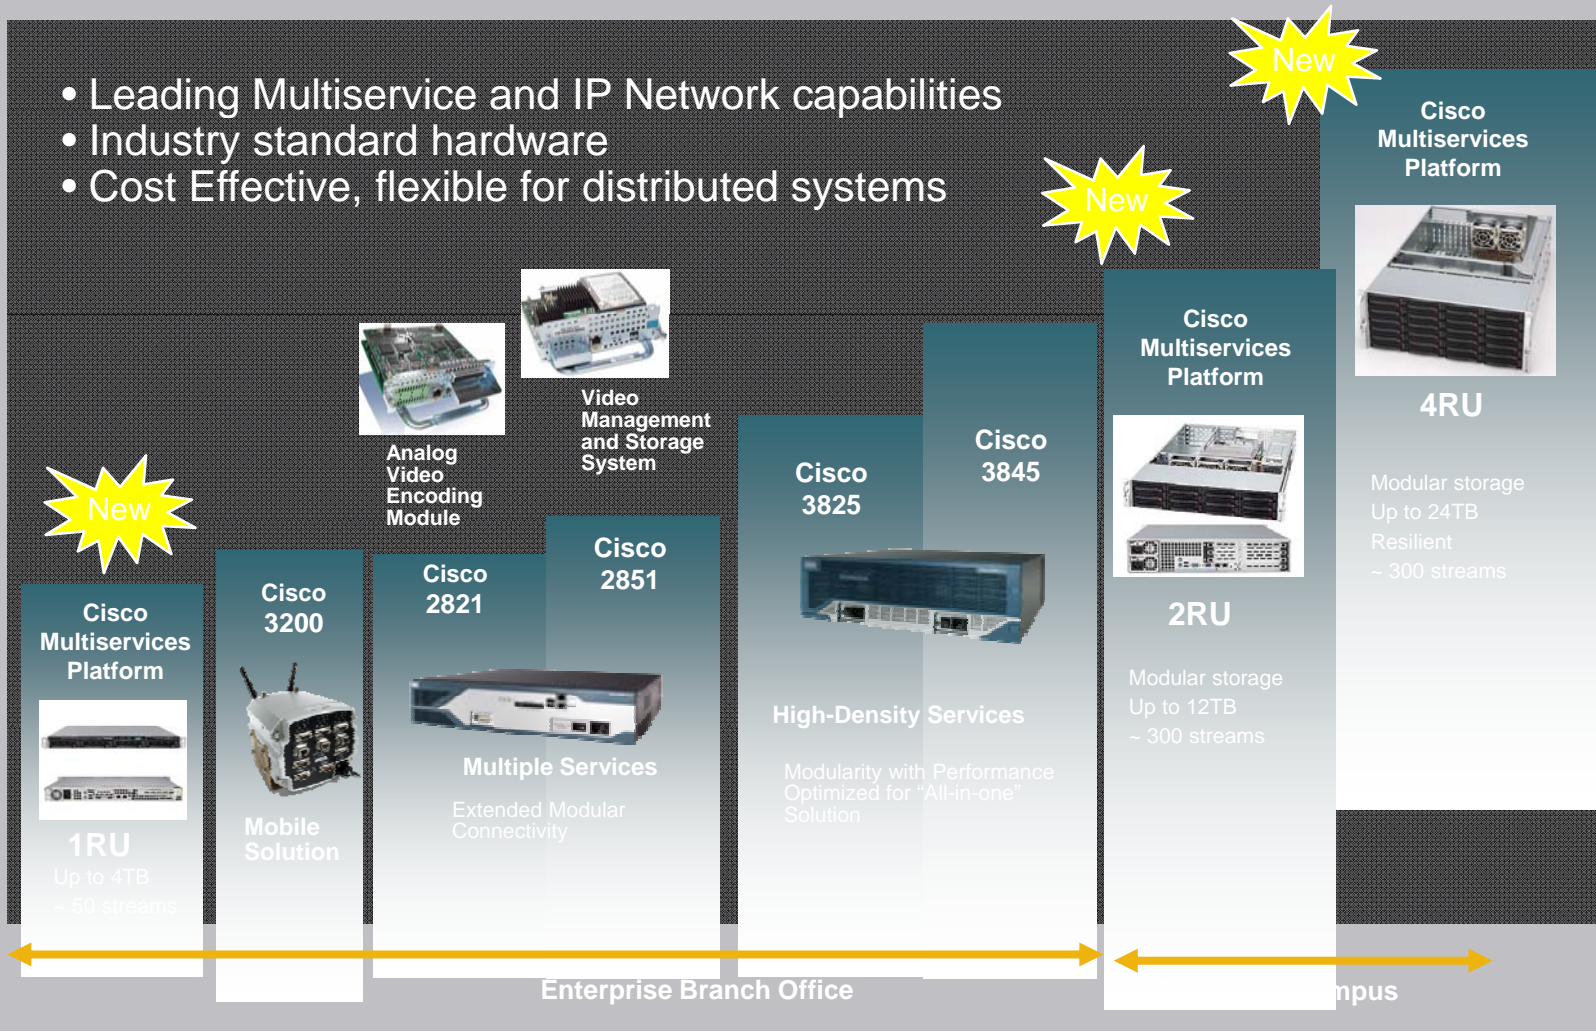 • Leading Multiservice and IP Network capabilities
• Industry standard hardware
• Cost Effective, flexible for distributed systems
New
Cisco
Multiservices
Platform
1RU
Up to 4TB
~ 50 streams
Cisco
3200
Mobile
Solution
Analog
Video
Encoding
Module
Video
Management
and Storage
System
Cisco
2821
Cisco
2851
Multiple Services
Extended Modular
Connectivity
Cisco
3825
Cisco
3845
High-Density Services
Modularity with Performance
Optimized for “All-in-one”
Solution
New
Cisco
Multiservices
Platform
2RU
Modular storage
Up to 12TB
~ 300 streams
New
Cisco
Multiservices
Platform
4RU
Modular storage
Up to 24TB
Resilient
~ 300 streams
Enterprise Branch Office